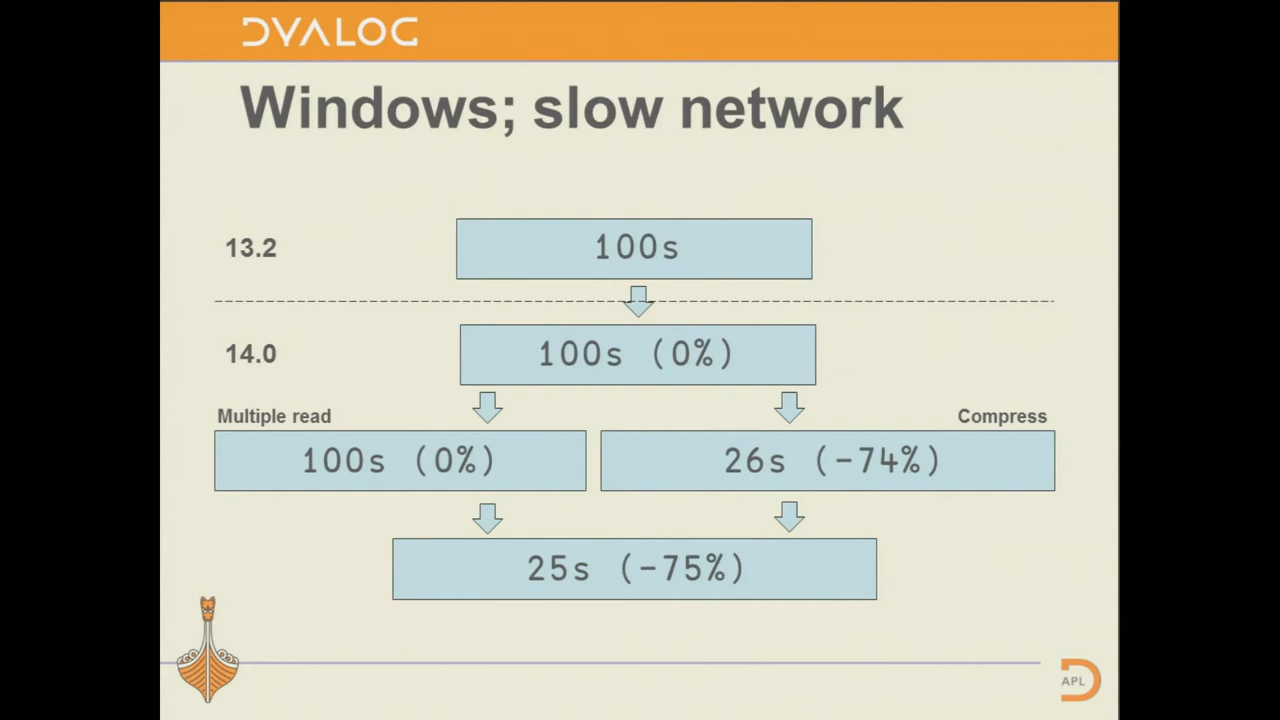 DYALOG
Windows; slow network
13.2
100s
14.0
100s (0%)
Multiple read
Compress
100s (0%)
26s (-74%)
25s (-75%)
APL